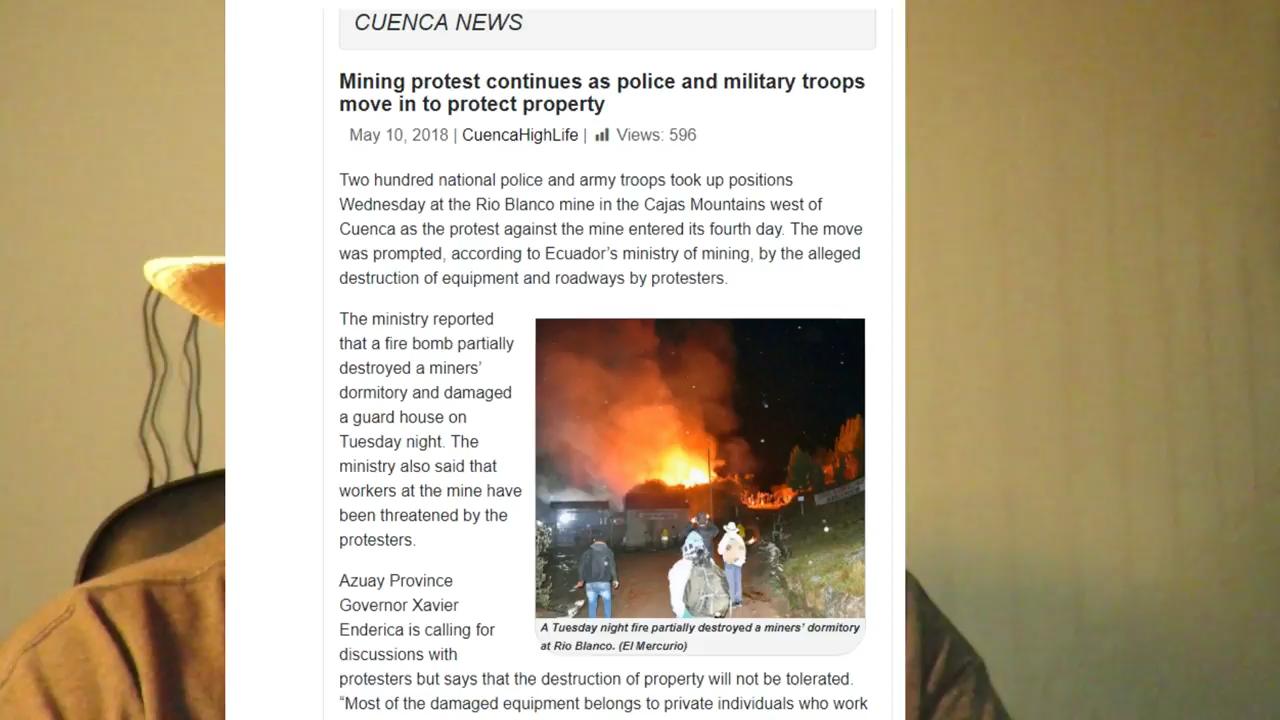 CUENCA NEWS
Mining protest continues as police and military troops
move in to protect property
May 10, 2018 | CuencaHighLife | Views: 596
Two hundred national police and army troops took up positions
Wednesday at the Rio Blanco mine in the Cajas Mountains west of
Cuenca as the protest against the mine entered its fourth day. The move
was prompted, according to Ecuador’s ministry of mining, by the alleged
destruction of equipment and roadways by protesters.
The ministry reported
that a fire bomb partially
destroyed a miners’
dormitory and damaged
a guard house on
Tuesday night. The
ministry also said that
workers at the mine have
been threatened by the
protesters.
A Tuesday night fire partially destroyed a miners’ dormitory
at Rio Blanco. (El Mercurio)
Azuay Province
Governor Xavier
Enderica is calling for
discussions with
protesters but says that the destruction of property will not be tolerated.
“Most of the damaged equipment belongs to private individuals who work